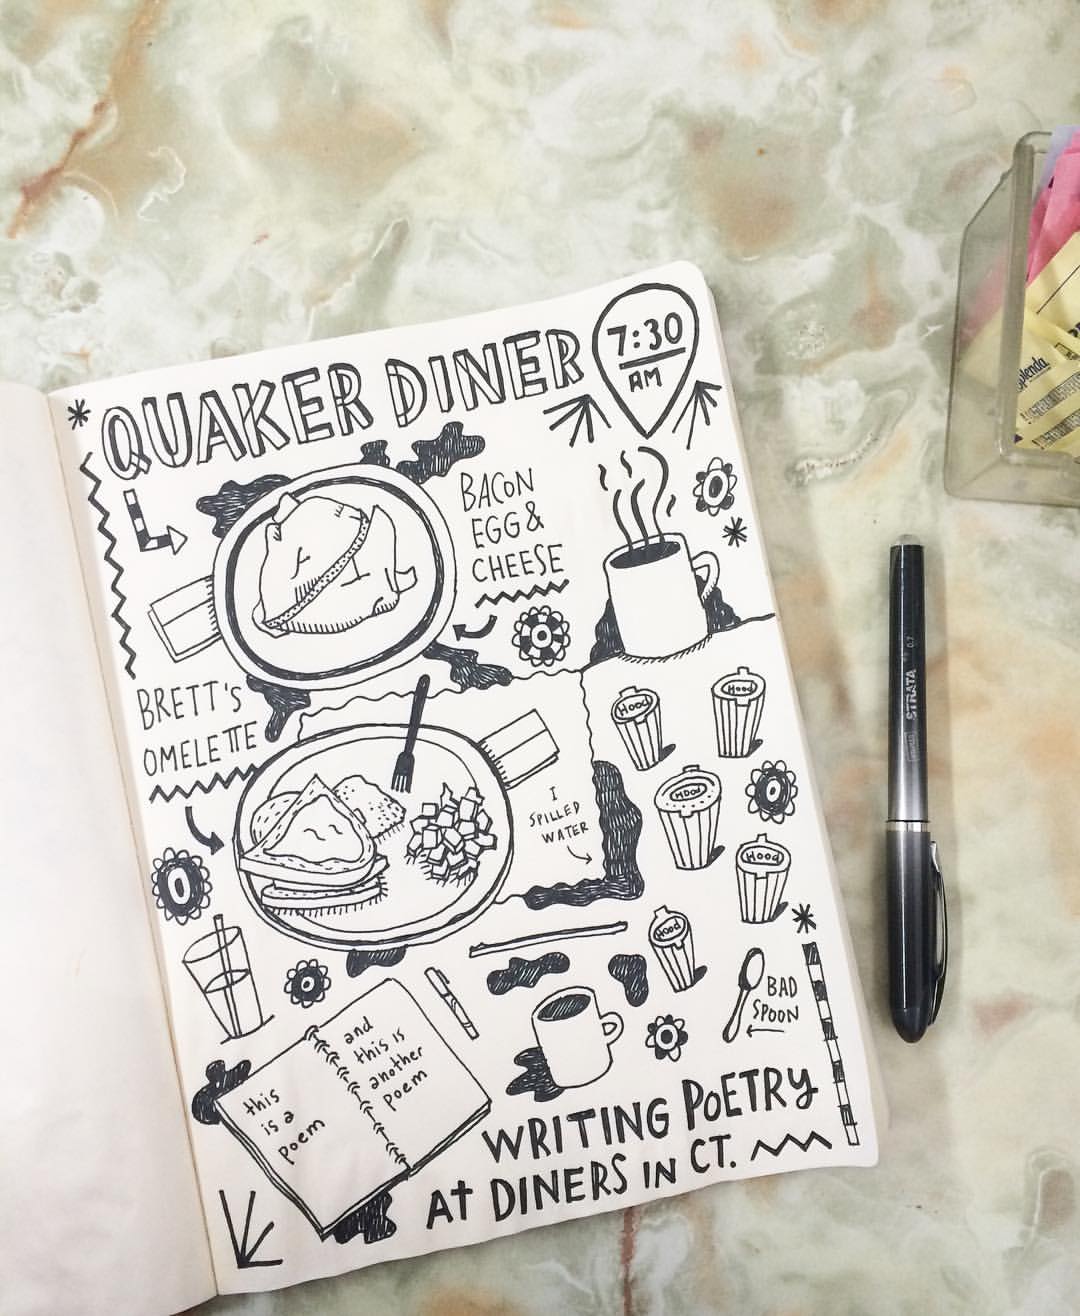 QUAKER DINER
7:30
AM
BACON
EGG &
CHEESE
BRETT'S
OMELETTE
I
SPILLED
WATER
Hood
Hood
Hood
Hood
Hood
BAD
SPOON
this
is a
poem
and
this is
another
poem
WRITING POETRY
At DINERS IN CT.
STRATA 0.7
Splenda